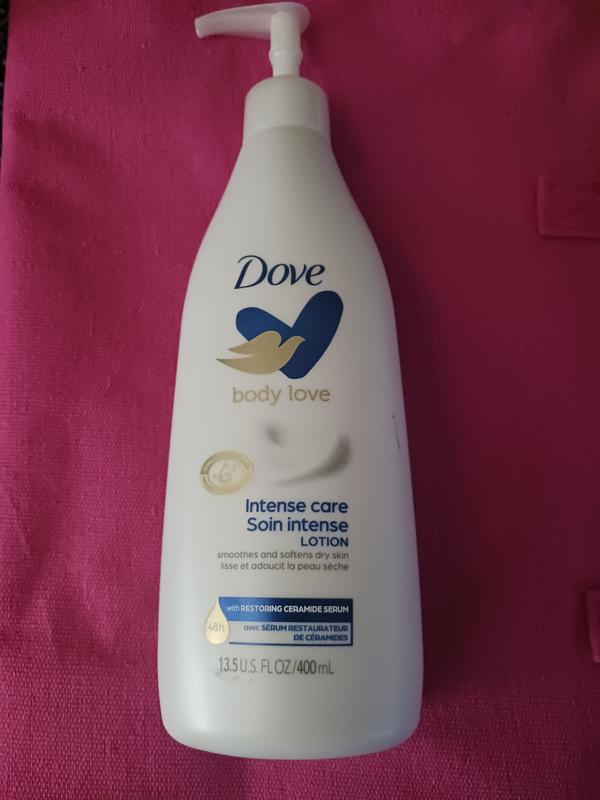 Dove
body love
Intense care
Soin intense
LOTION
smoothes and softens dry skin
lisse et adoucit la peau sèche
with RESTORING CERAMIDE SERUM
48h
avec SÉRUM RESTAURATEUR
DE CÉRAMIDES
13.5 U.S. FL OZ/400 mL